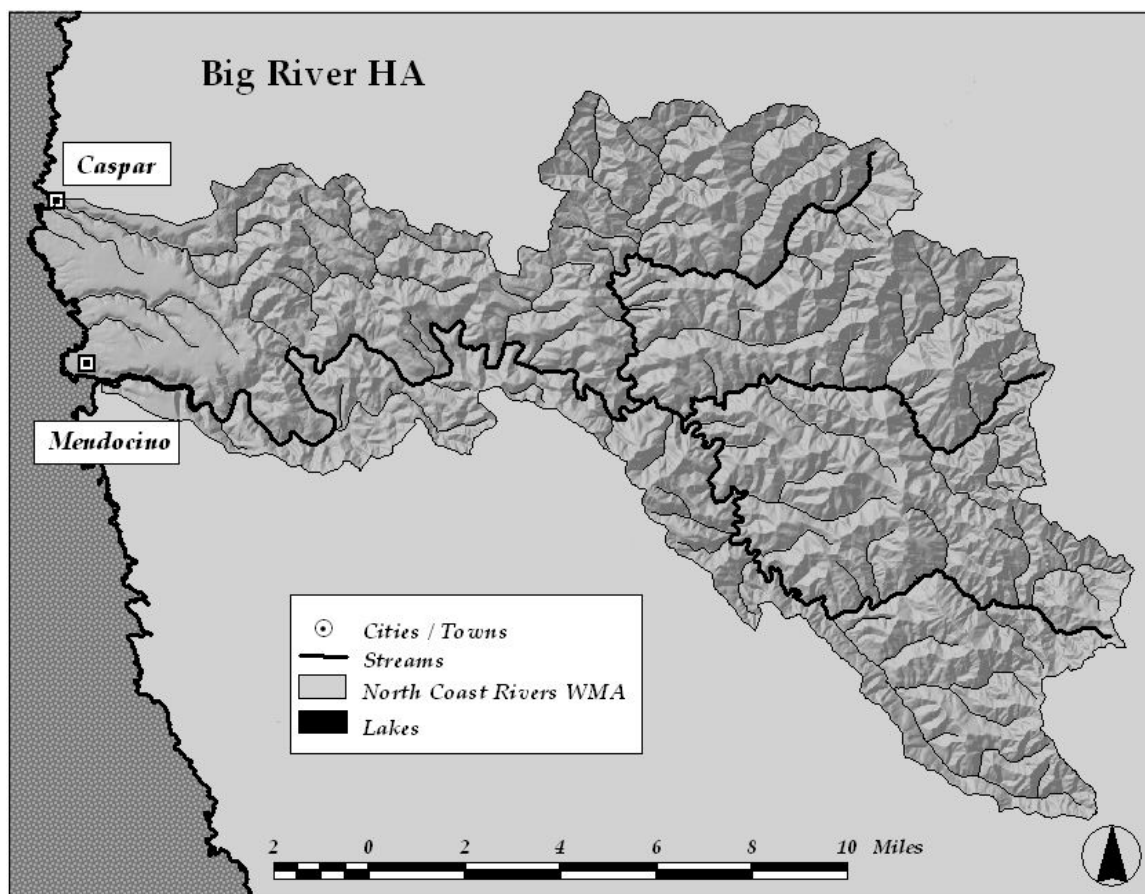 Big River HA
Caspar
Mendocino
Cities / Towns
Streams
North Coast Rivers WMA
Lakes
2 0 2 4 6 8 10 Miles